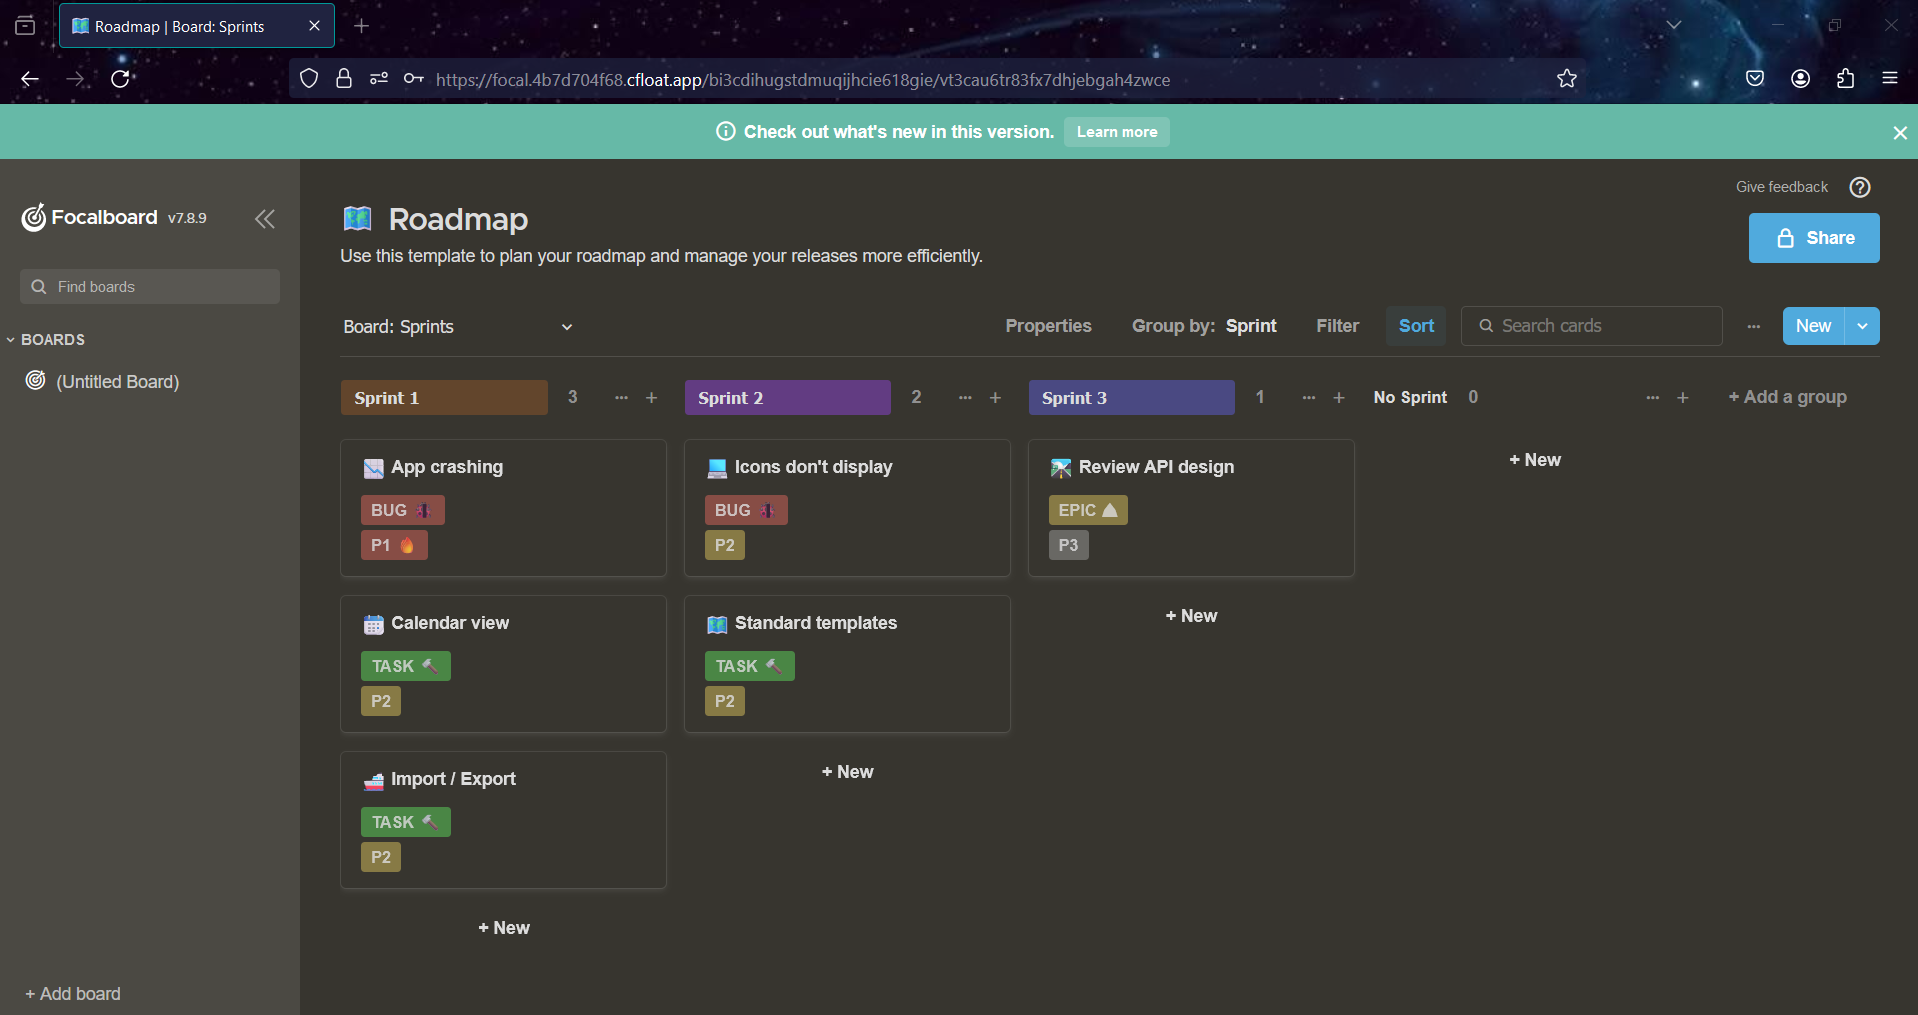 Roadmap | Board: Sprints
https://focal.4b7d704f68.cfloat.app/bi3cdihugstdmuqijhcie618gie/vt3cau6tr83fx7dhjebgah4zwce
Check out what's new in this version. Learn more
Give feedback
Focalboard v7.8.9
Roadmap
Share
Use this template to plan your roadmap and manage your releases more efficiently.
Find boards
Board: Sprints Properties Group by: Sprint Filter Sort Search cards New
BOARDS
(Untitled Board)
Sprint 1 3 Sprint 2 2 Sprint 3 1 No Sprint 0 + Add a group
App crashing
BUG
P1
Calendar view
TASK
P2
Import / Export
TASK
P2
+ New
Icons don't display
BUG
P2
Standard templates
TASK
P2
+ New
Review API design
EPIC
P3
+ New
+ New
+ Add board